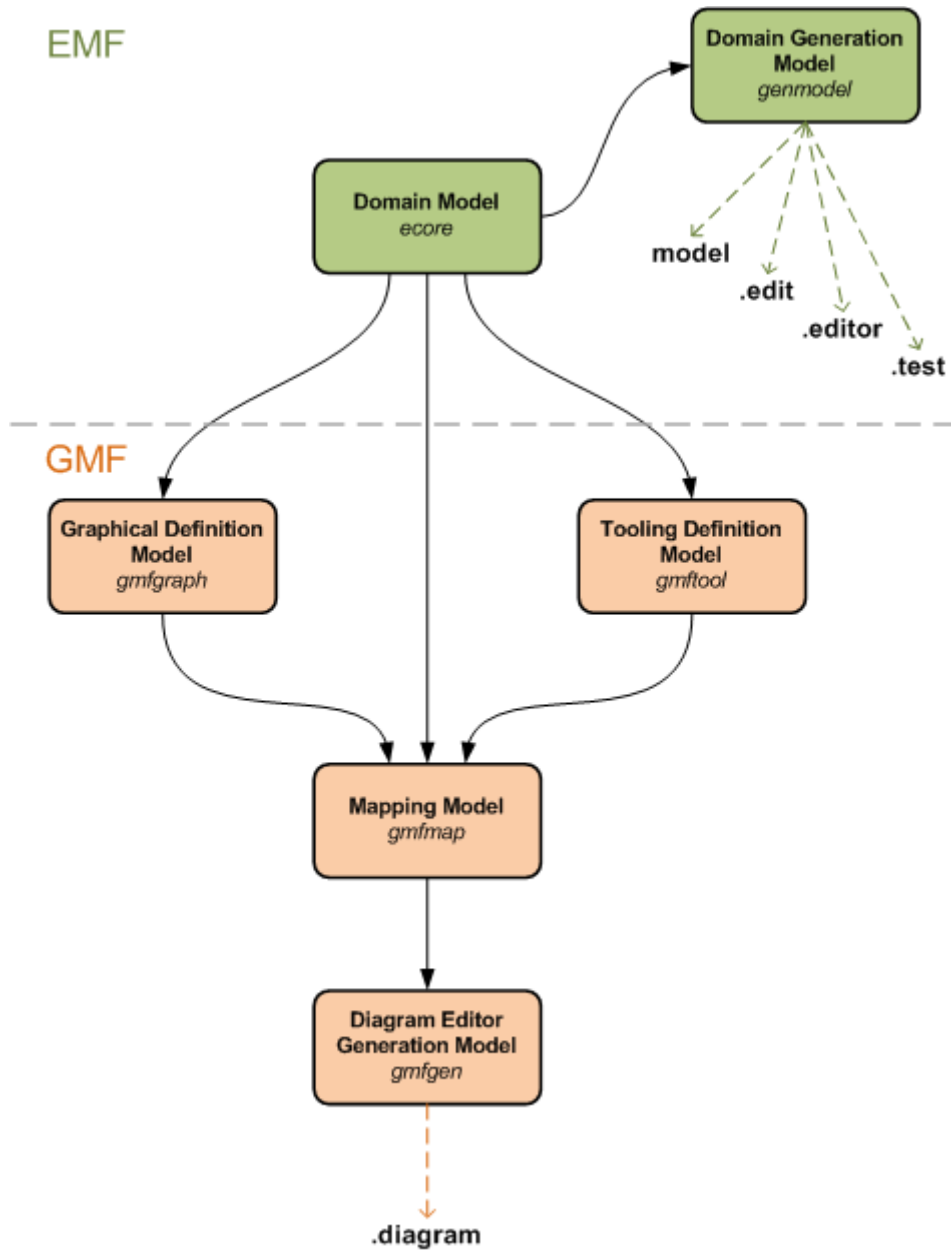 EMF
Domain Generation
Model
genmodel
Domain Model
ecore
model
.edit
.editor
.test
GMF
Graphical Definition
Model
gmfgraph
Tooling Definition
Model
gmftool
Mapping Model
gmfmap
Diagram Editor
Generation Model
gmfgen
.diagram